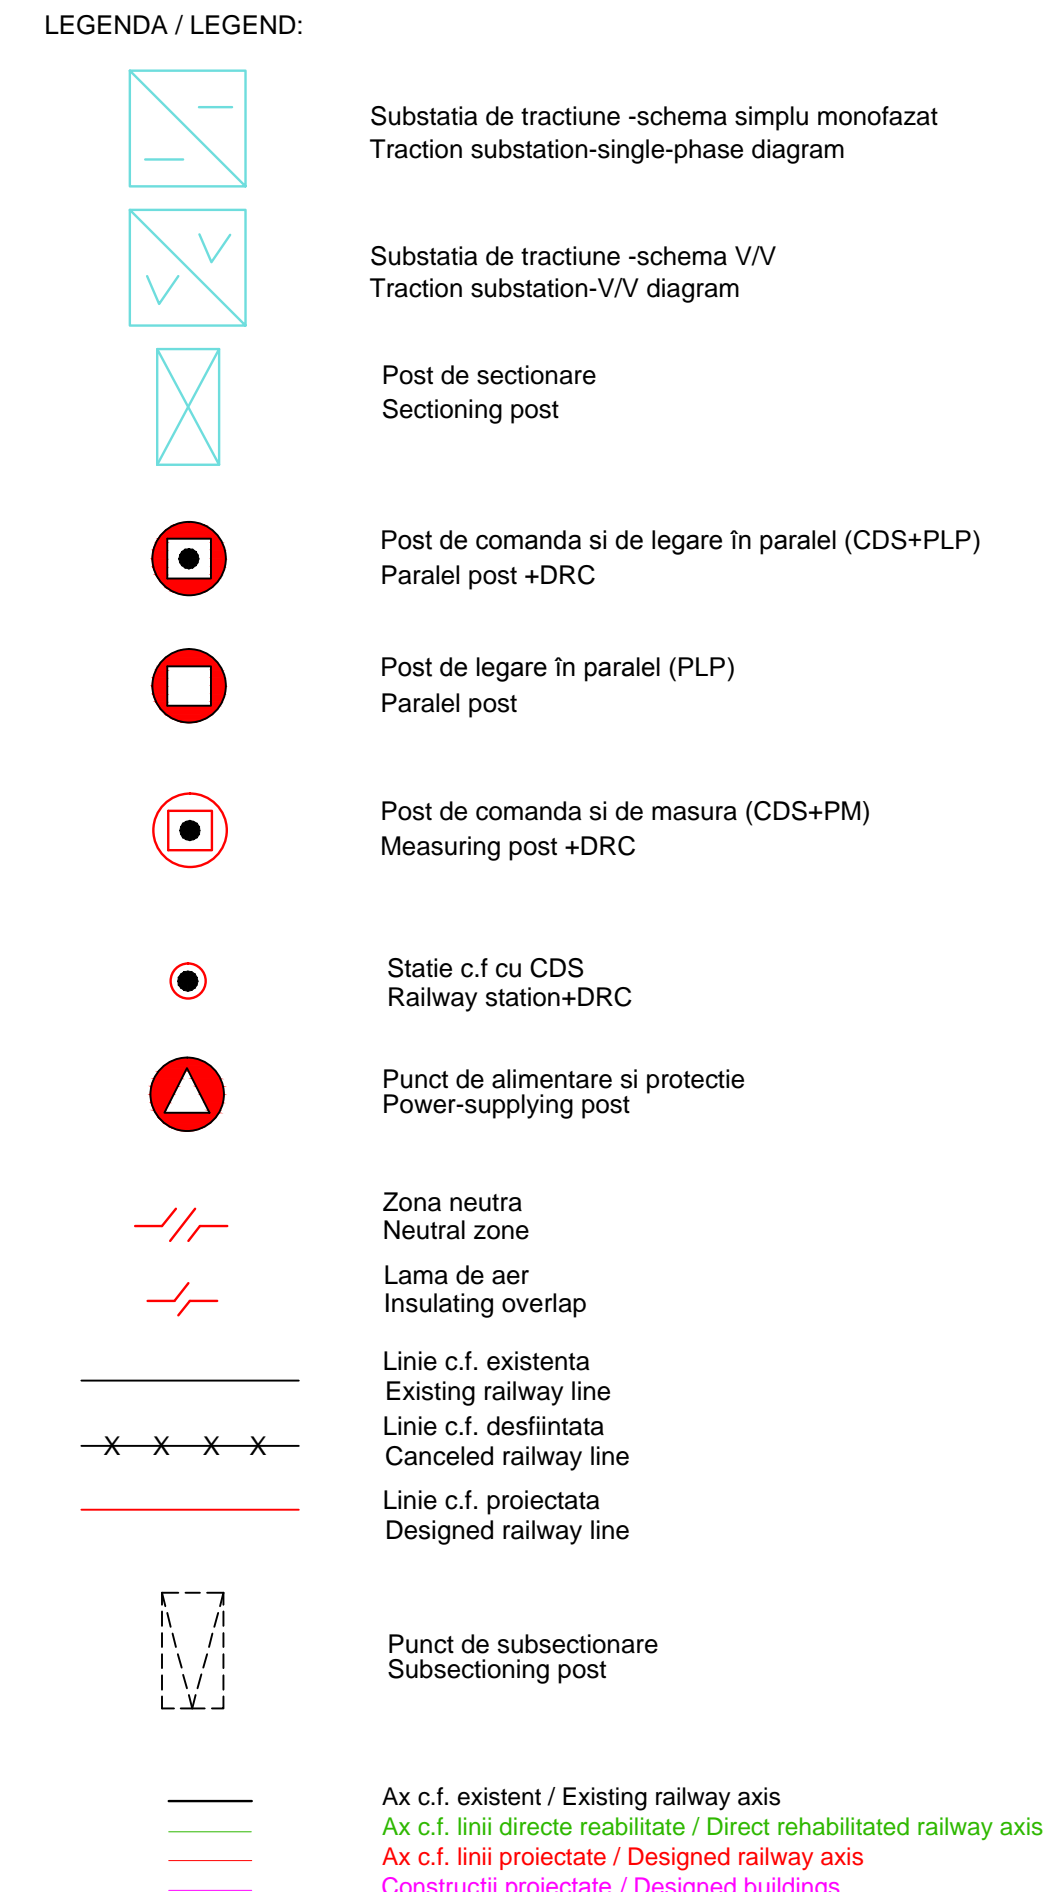 LEGENDA / LEGEND:
Substatia de tractiune -schema simplu monofazat
Traction substation-single-phase diagram
Substatia de tractiune -schema V/V
Traction substation-V/V diagram
Post de sectionare
Sectioning post
Post de comanda si de legare în paralel (CDS+PLP)
Paralel post +DRC
Post de legare în paralel (PLP)
Paralel post
Post de comanda si de masura (CDS+PM)
Measuring post +DRC
Statie c.f cu CDS
Railway station+DRC
Punct de alimentare si protectie
Power-supplying post
Zona neutra
Neutral zone
Lama de aer
Insulating overlap
Linie c.f. existenta
Existing railway line
Linie c.f. desfiintata
X X X X Canceled railway line
Linie c.f. proiectata
Designed railway line
Punct de subsectionare
Subsectioning post
Ax c.f. existent / Existing railway axis
Ax c.f. linii directe reabilitate / Direct rehabilitated railway axis
Ax c.f. linii proiectate / Designed railway axis
Constructii proiectate / Designed buildings